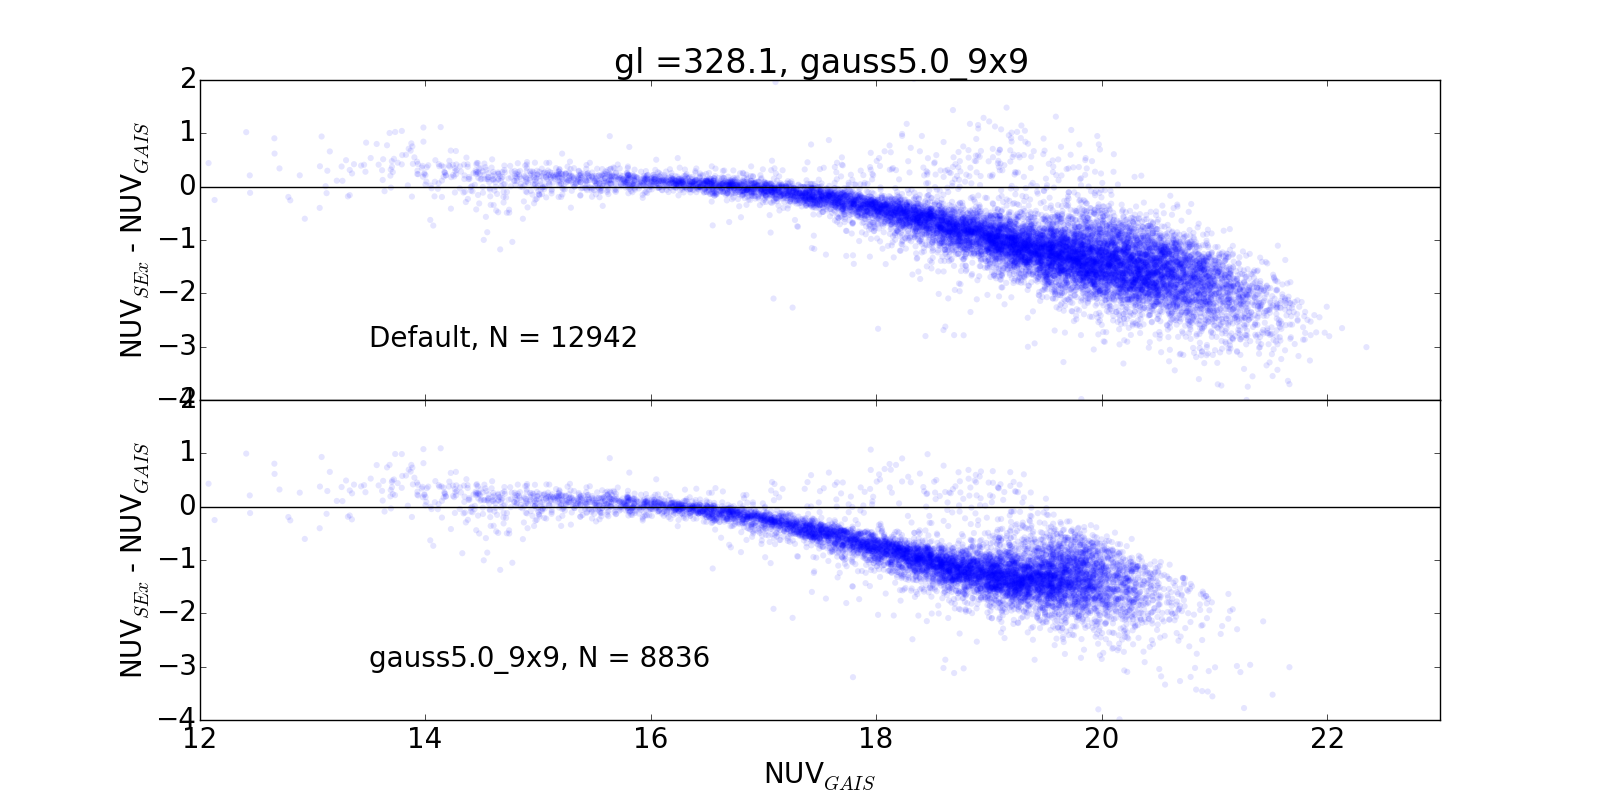 gl =328.1, gauss5.0_9x9
NUV_SEx - NUV_GAIS
2
1
0
−1
−2
−3
−4
Default, N = 12942
NUV_SEx - NUV_GAIS
2
1
0
−1
−2
−3
−4
gauss5.0_9x9, N = 8836
12 14 16 18 20 22
NUV_GAIS